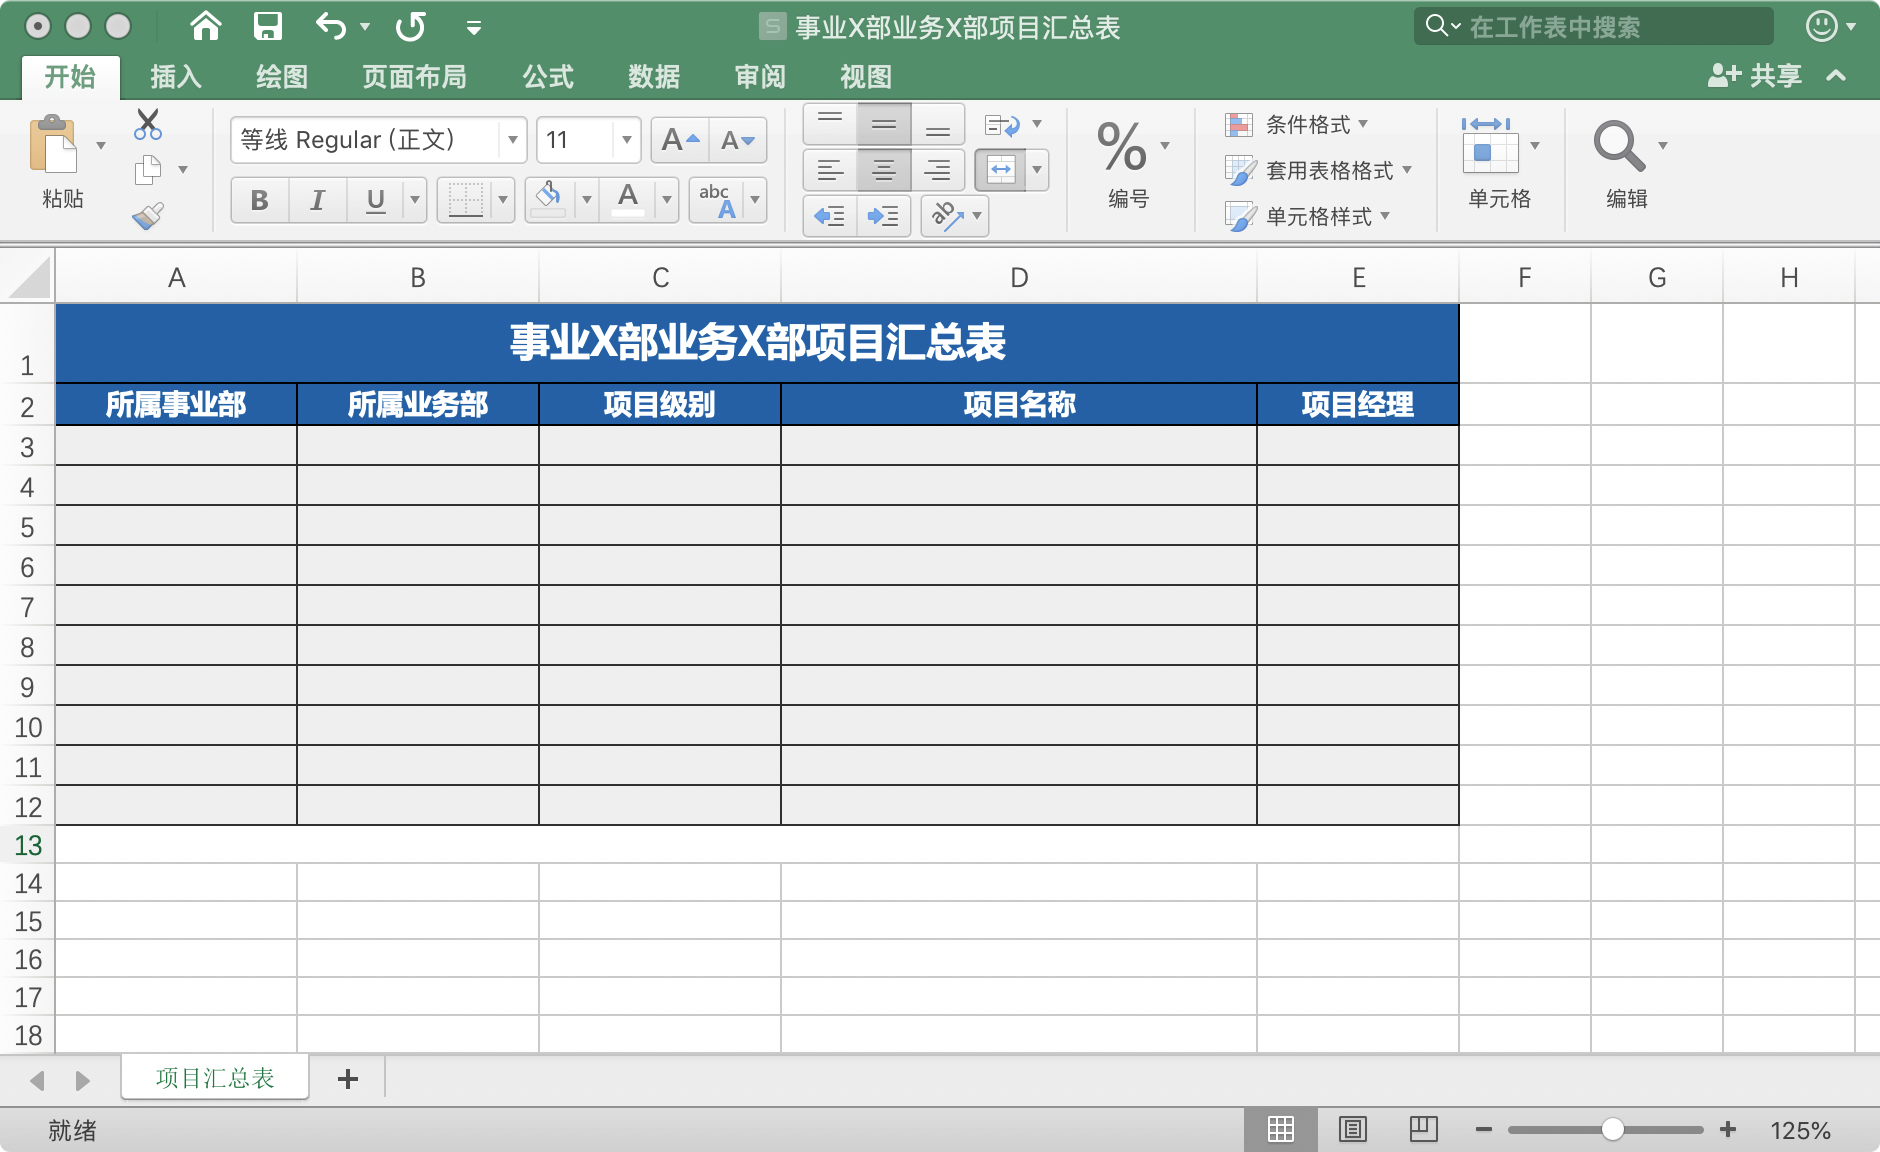 事业X部业务X部项目汇总表
在工作表中搜索
开始 插入 绘图 页面布局 公式 数据 审阅 视图 共享
粘贴
等线 Regular (正文) 11 A A
B I U A abc A
ab
% 编号
条件格式
套用表格格式
单元格样式
单元格
编辑
A B C D E F G H
1 事业X部业务X部项目汇总表
2 所属事业部 所属业务部 项目级别 项目名称 项目经理
3
4
5
6
7
8
9
10
11
12
13
14
15
16
17
18
项目汇总表 +
就绪 125%